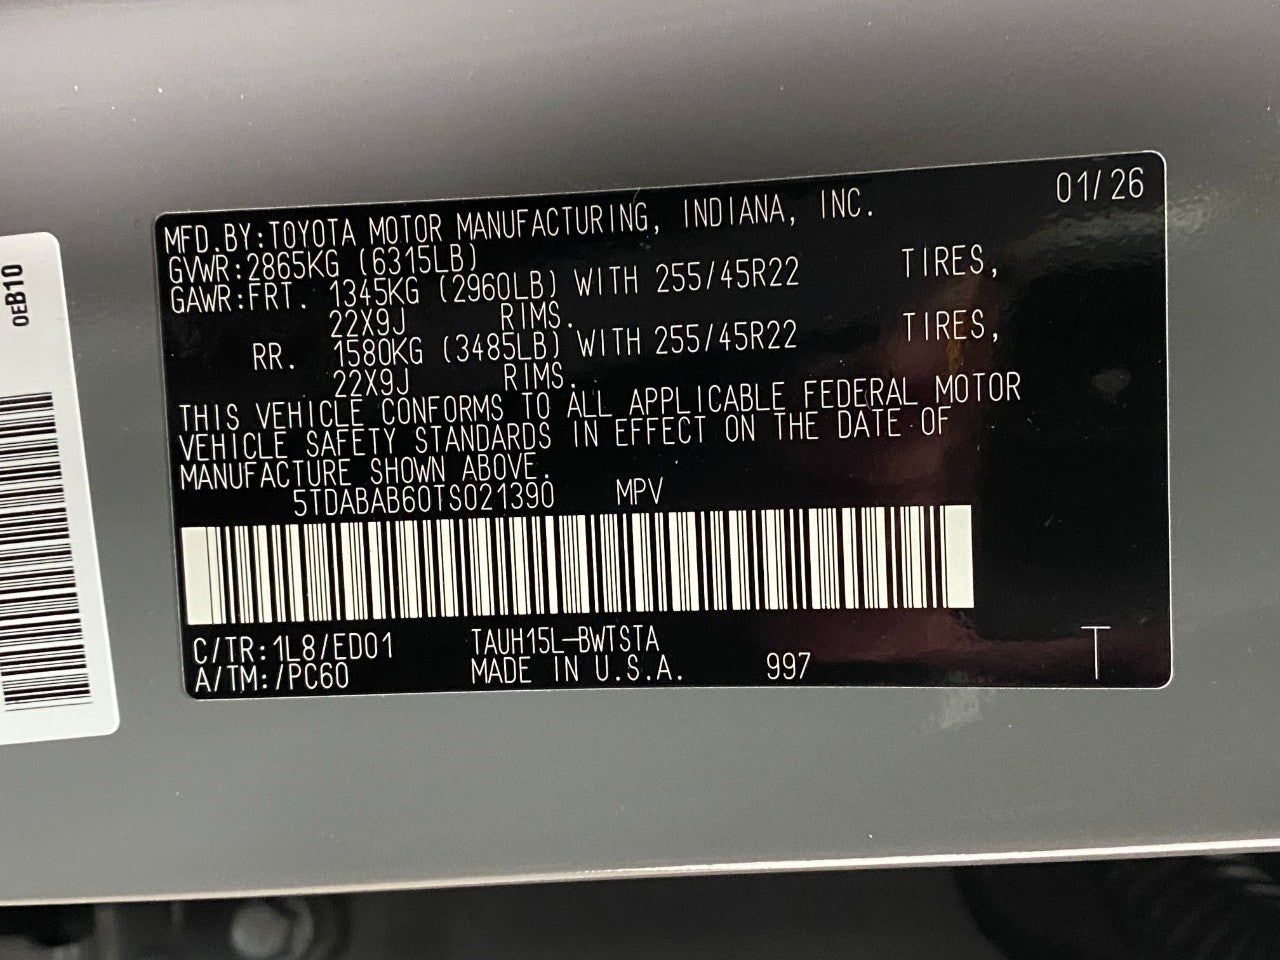 0EB10
MFD.BY:TOYOTA MOTOR MANUFACTURING, INDIANA, INC. 01/26
GVWR:2865KG (6315LB)
GAWR:FRT. 1345KG (2960LB) WITH 255/45R22 TIRES,
22X9J RIMS.
RR. 1580KG (3485LB) WITH 255/45R22 TIRES,
22X9J RIMS.
THIS VEHICLE CONFORMS TO ALL APPLICABLE FEDERAL MOTOR
VEHICLE SAFETY STANDARDS IN EFFECT ON THE DATE OF
MANUFACTURE SHOWN ABOVE.
5TDABAB60TS021390 MPV
C/TR:1L8/ED01 TAUH15L-BWTSTA
A/TM:/PC60 MADE IN U.S.A. 997 T